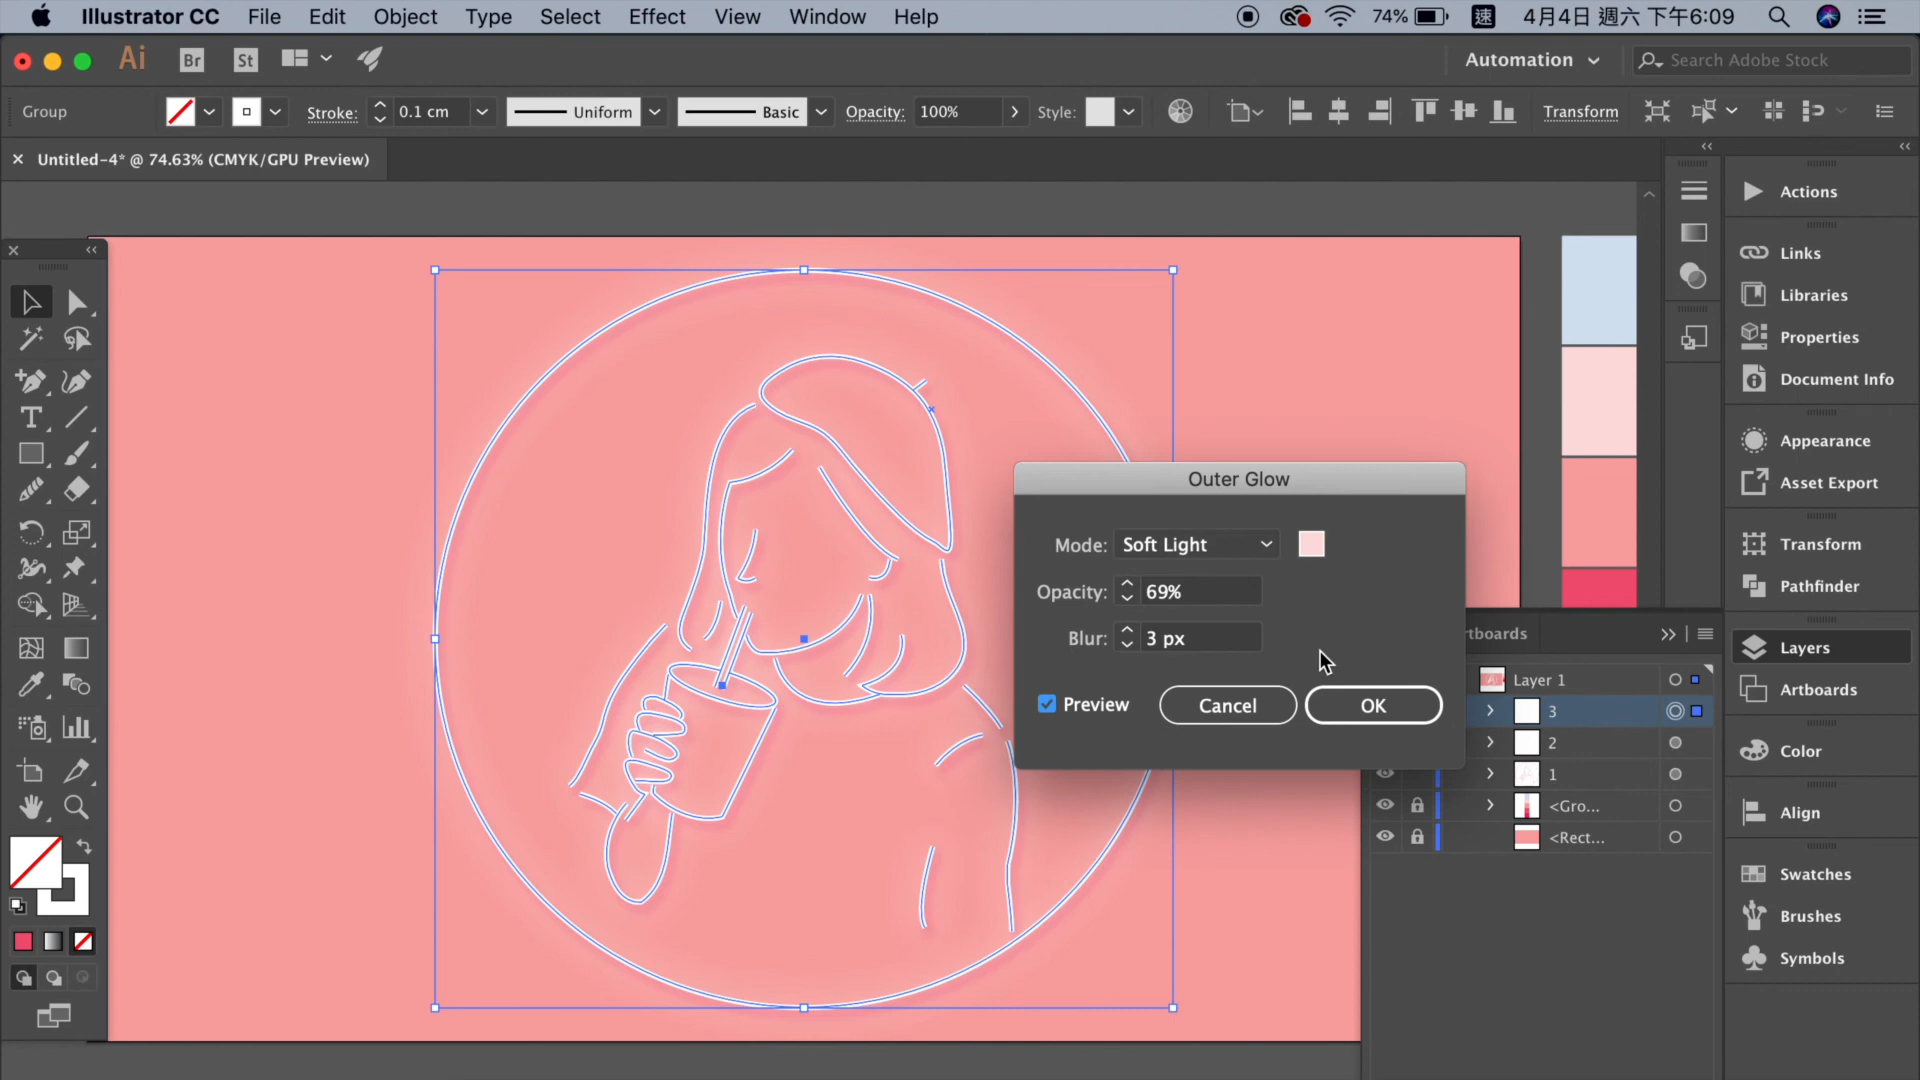 Illustrator CC File Edit Object Type Select Effect View Window Help 74% 速 4月4日 週六 下午6:09
Ai Br St Automation Search Adobe Stock
Group Stroke: 0.1 cm Uniform Basic Opacity: 100% Style: Transform
Untitled-4* @ 74.63% (CMYK/GPU Preview)
Actions
Links
Libraries
Properties
Document Info
Appearance
Asset Export
Transform
Pathfinder
Layers
Artboards
Color
Align
Swatches
Brushes
Symbols
Outer Glow
Mode: Soft Light
Opacity: 69%
Blur: 3 px
Preview Cancel OK
rtboards
Layer 1
3
2
1
<Gro...
<Rect...